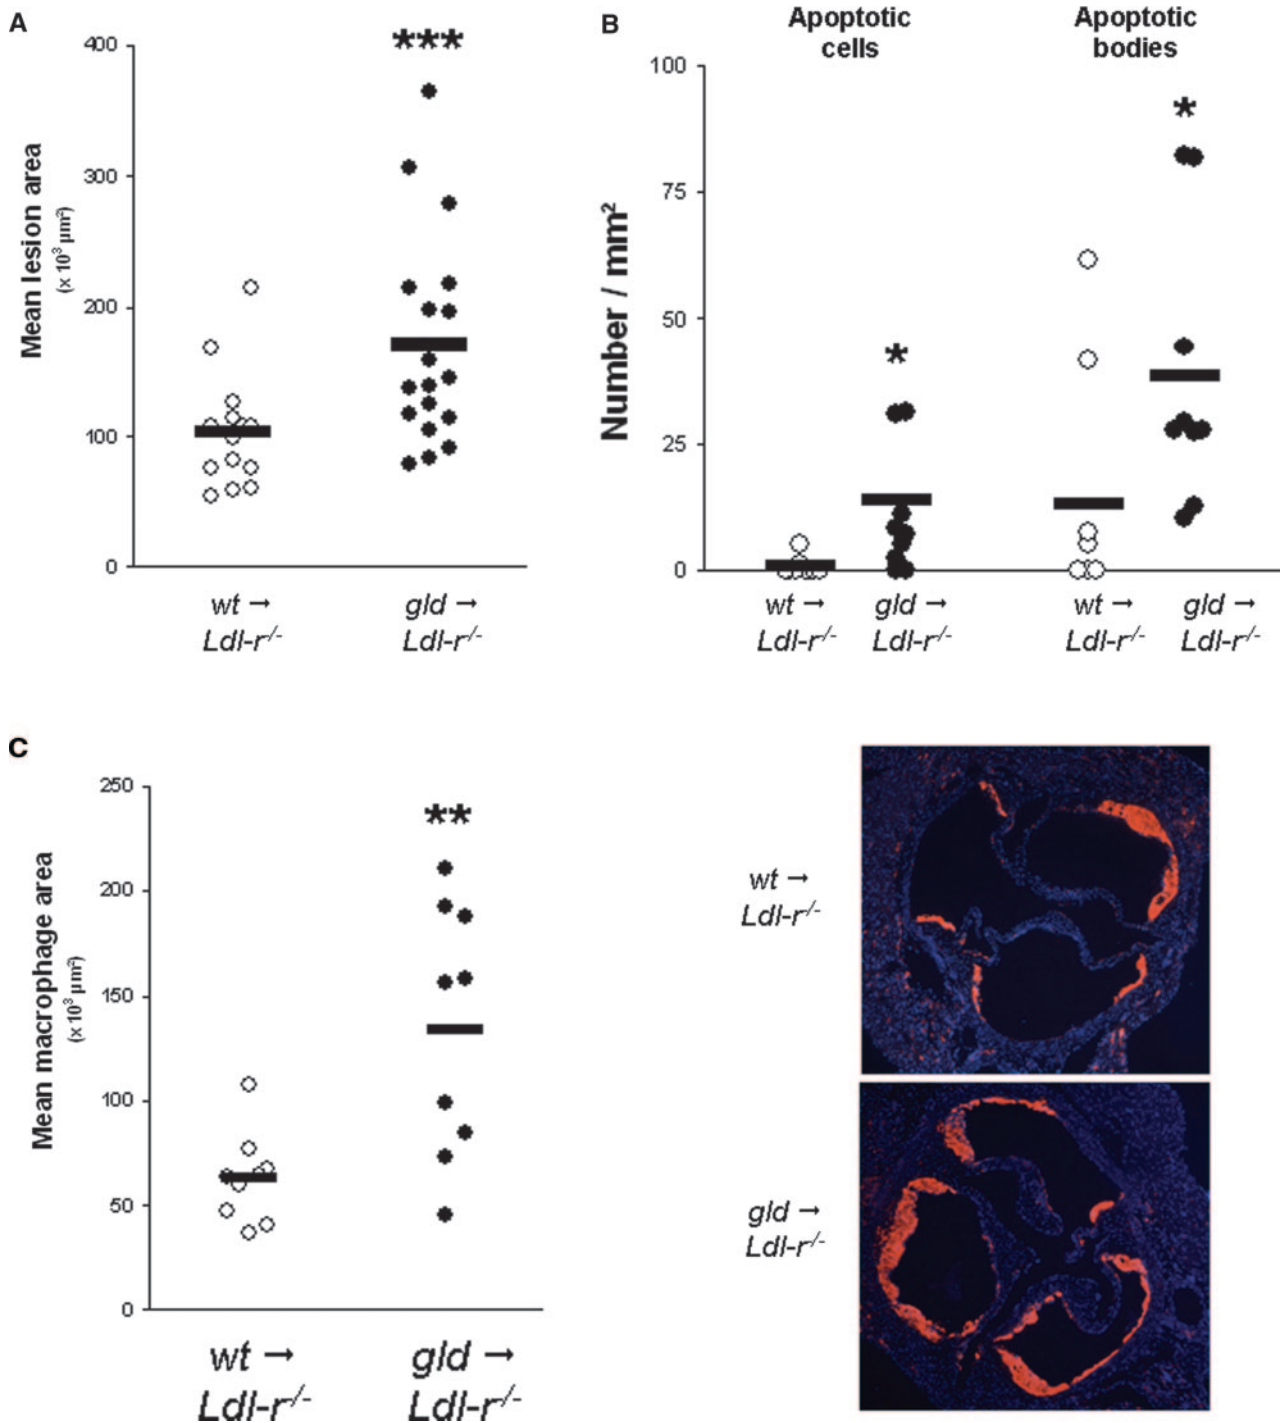 A
Mean lesion area
(x 10³ µm²)
400
300
200
100
0
***
wt →
Ldl-r⁻/⁻
gld →
Ldl-r⁻/⁻
B
Apoptotic
cells
Apoptotic
bodies
Number / mm²
100
75
50
25
0
*
*
wt →
Ldl-r⁻/⁻
gld →
Ldl-r⁻/⁻
wt →
Ldl-r⁻/⁻
gld →
Ldl-r⁻/⁻
C
Mean macrophage area
(x 10³ µm²)
250
200
150
100
50
0
**
wt →
Ldl-r⁻/⁻
gld →
Ldl-r⁻/⁻
wt →
Ldl-r⁻/⁻
gld →
Ldl-r⁻/⁻